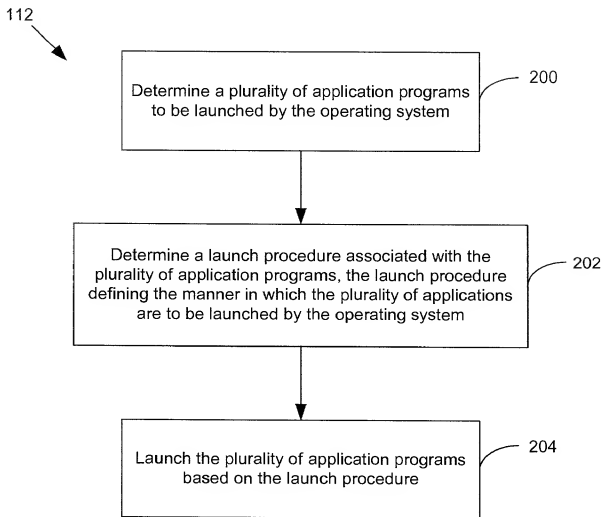 112
Determine a plurality of application programs
to be launched by the operating system
200
Determine a launch procedure associated with the
plurality of application programs, the launch procedure
defining the manner in which the plurality of applications
are to be launched by the operating system
202
Launch the plurality of application programs
based on the launch procedure
204